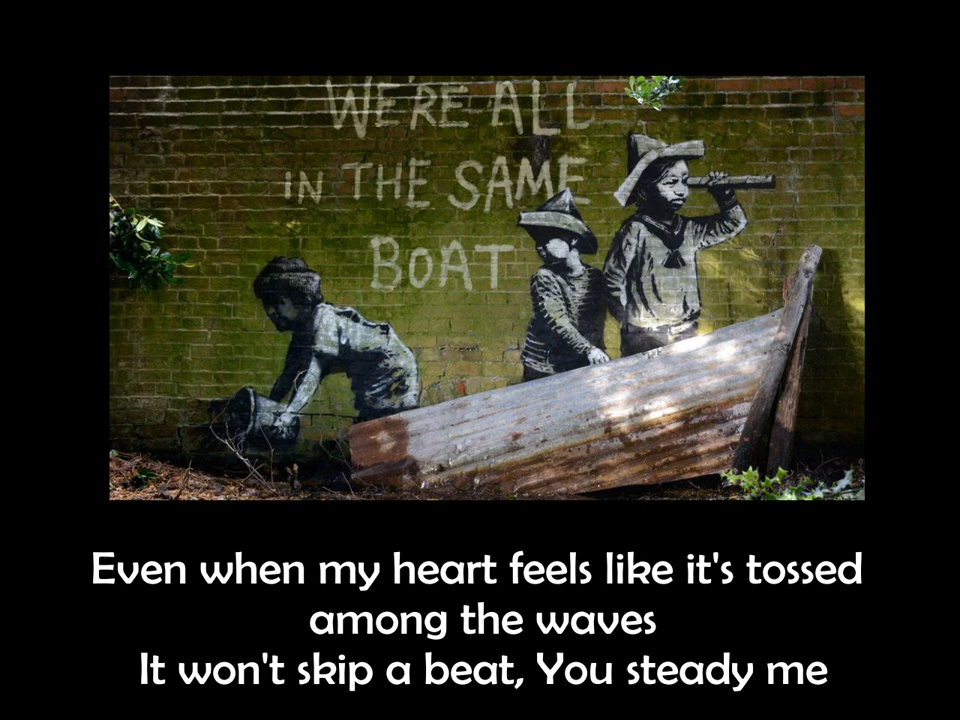 WE'RE ALL
IN THE SAME
BOAT
Even when my heart feels like it's tossed
among the waves
It won't skip a beat, You steady me